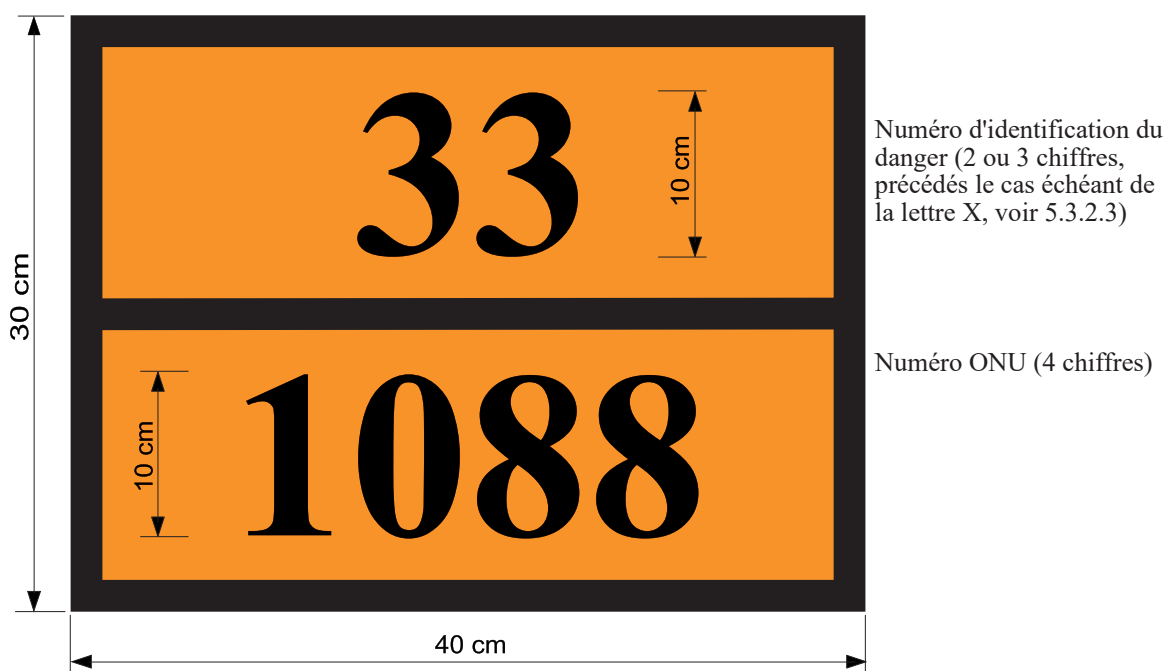 33
10 cm
Numéro d'identification du
danger (2 ou 3 chiffres,
précédés le cas échéant de
la lettre X, voir 5.3.2.3)
30 cm
Numéro ONU (4 chiffres)
10 cm
1088
40 cm